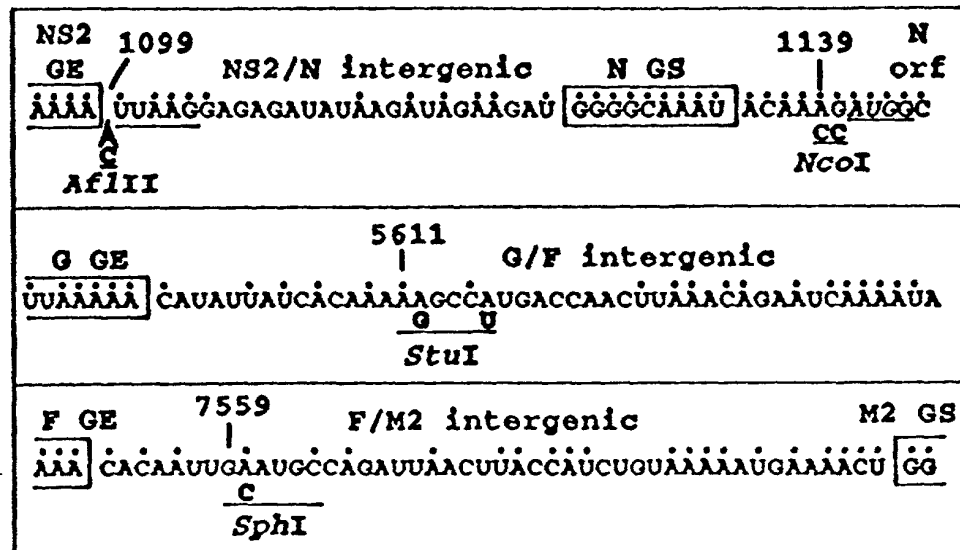 NS2 1099 1139 N
GE NS2/N intergenic N GS orf
AAAA UUAAGGAGAGAUAUAAGAUAGAAGAU GGGGCAAAU ACAAAGAUGGC
C CC
AflII NcoI
5611
G GE G/F intergenic
UUAAAAA CAUAUUAUCACAAAAAGCCAUGACCAACUUAAACAGAAUCAAAAUA
G U
StuI
7559
F GE F/M2 intergenic M2 GS
AAA CACAAUUGAAUGCCAGAUUAACUUACCAUCUGUAAAAAUGAAAACU GG
C
SphI